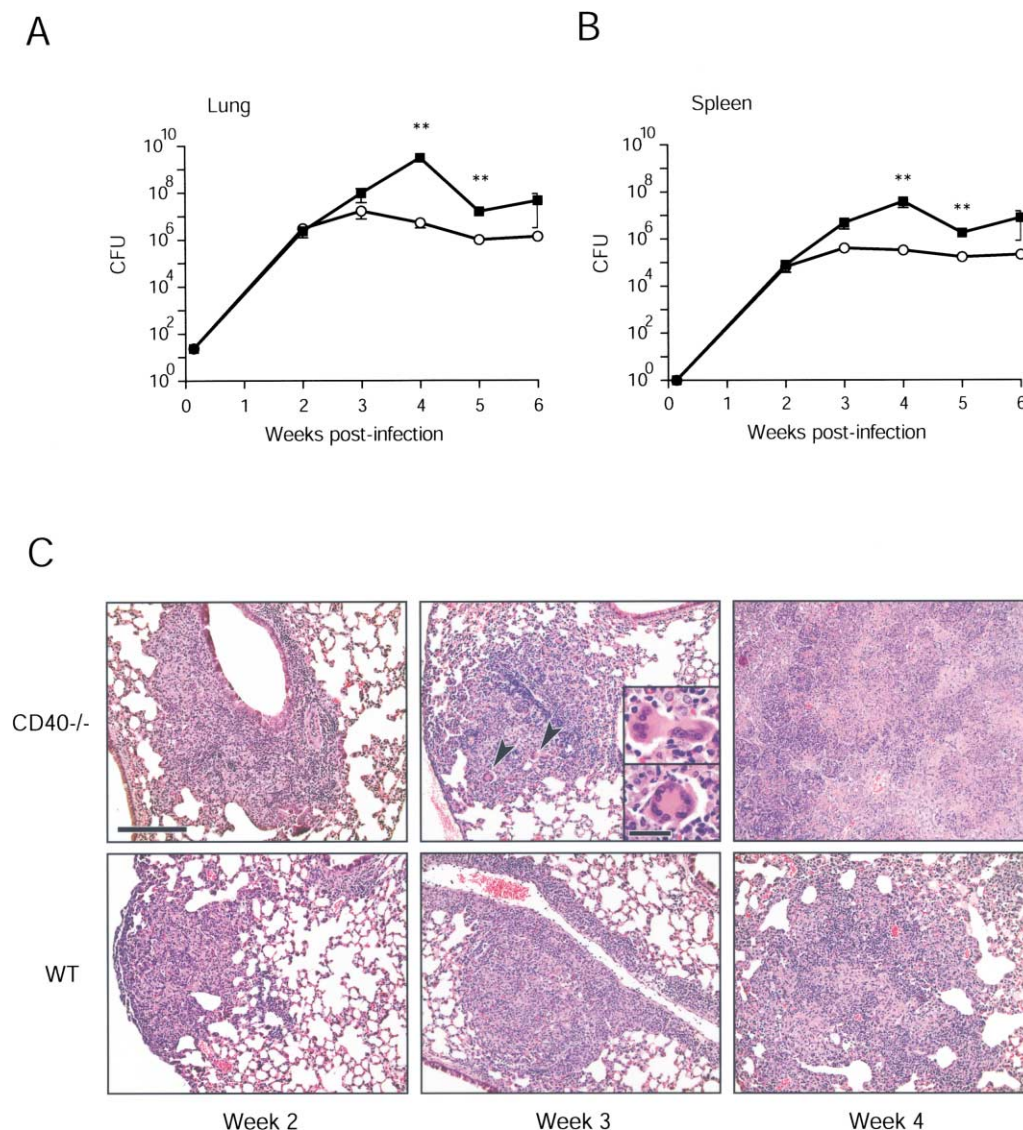 A
B
Lung
Spleen
**
**
**
**
10^10
10^8
10^6
10^4
10^2
10^0
CFU
0 1 2 3 4 5 6
Weeks post-infection
10^10
10^8
10^6
10^4
10^2
10^0
CFU
0 1 2 3 4 5 6
Weeks post-infection
C
CD40-/-
WT
Week 2 Week 3 Week 4